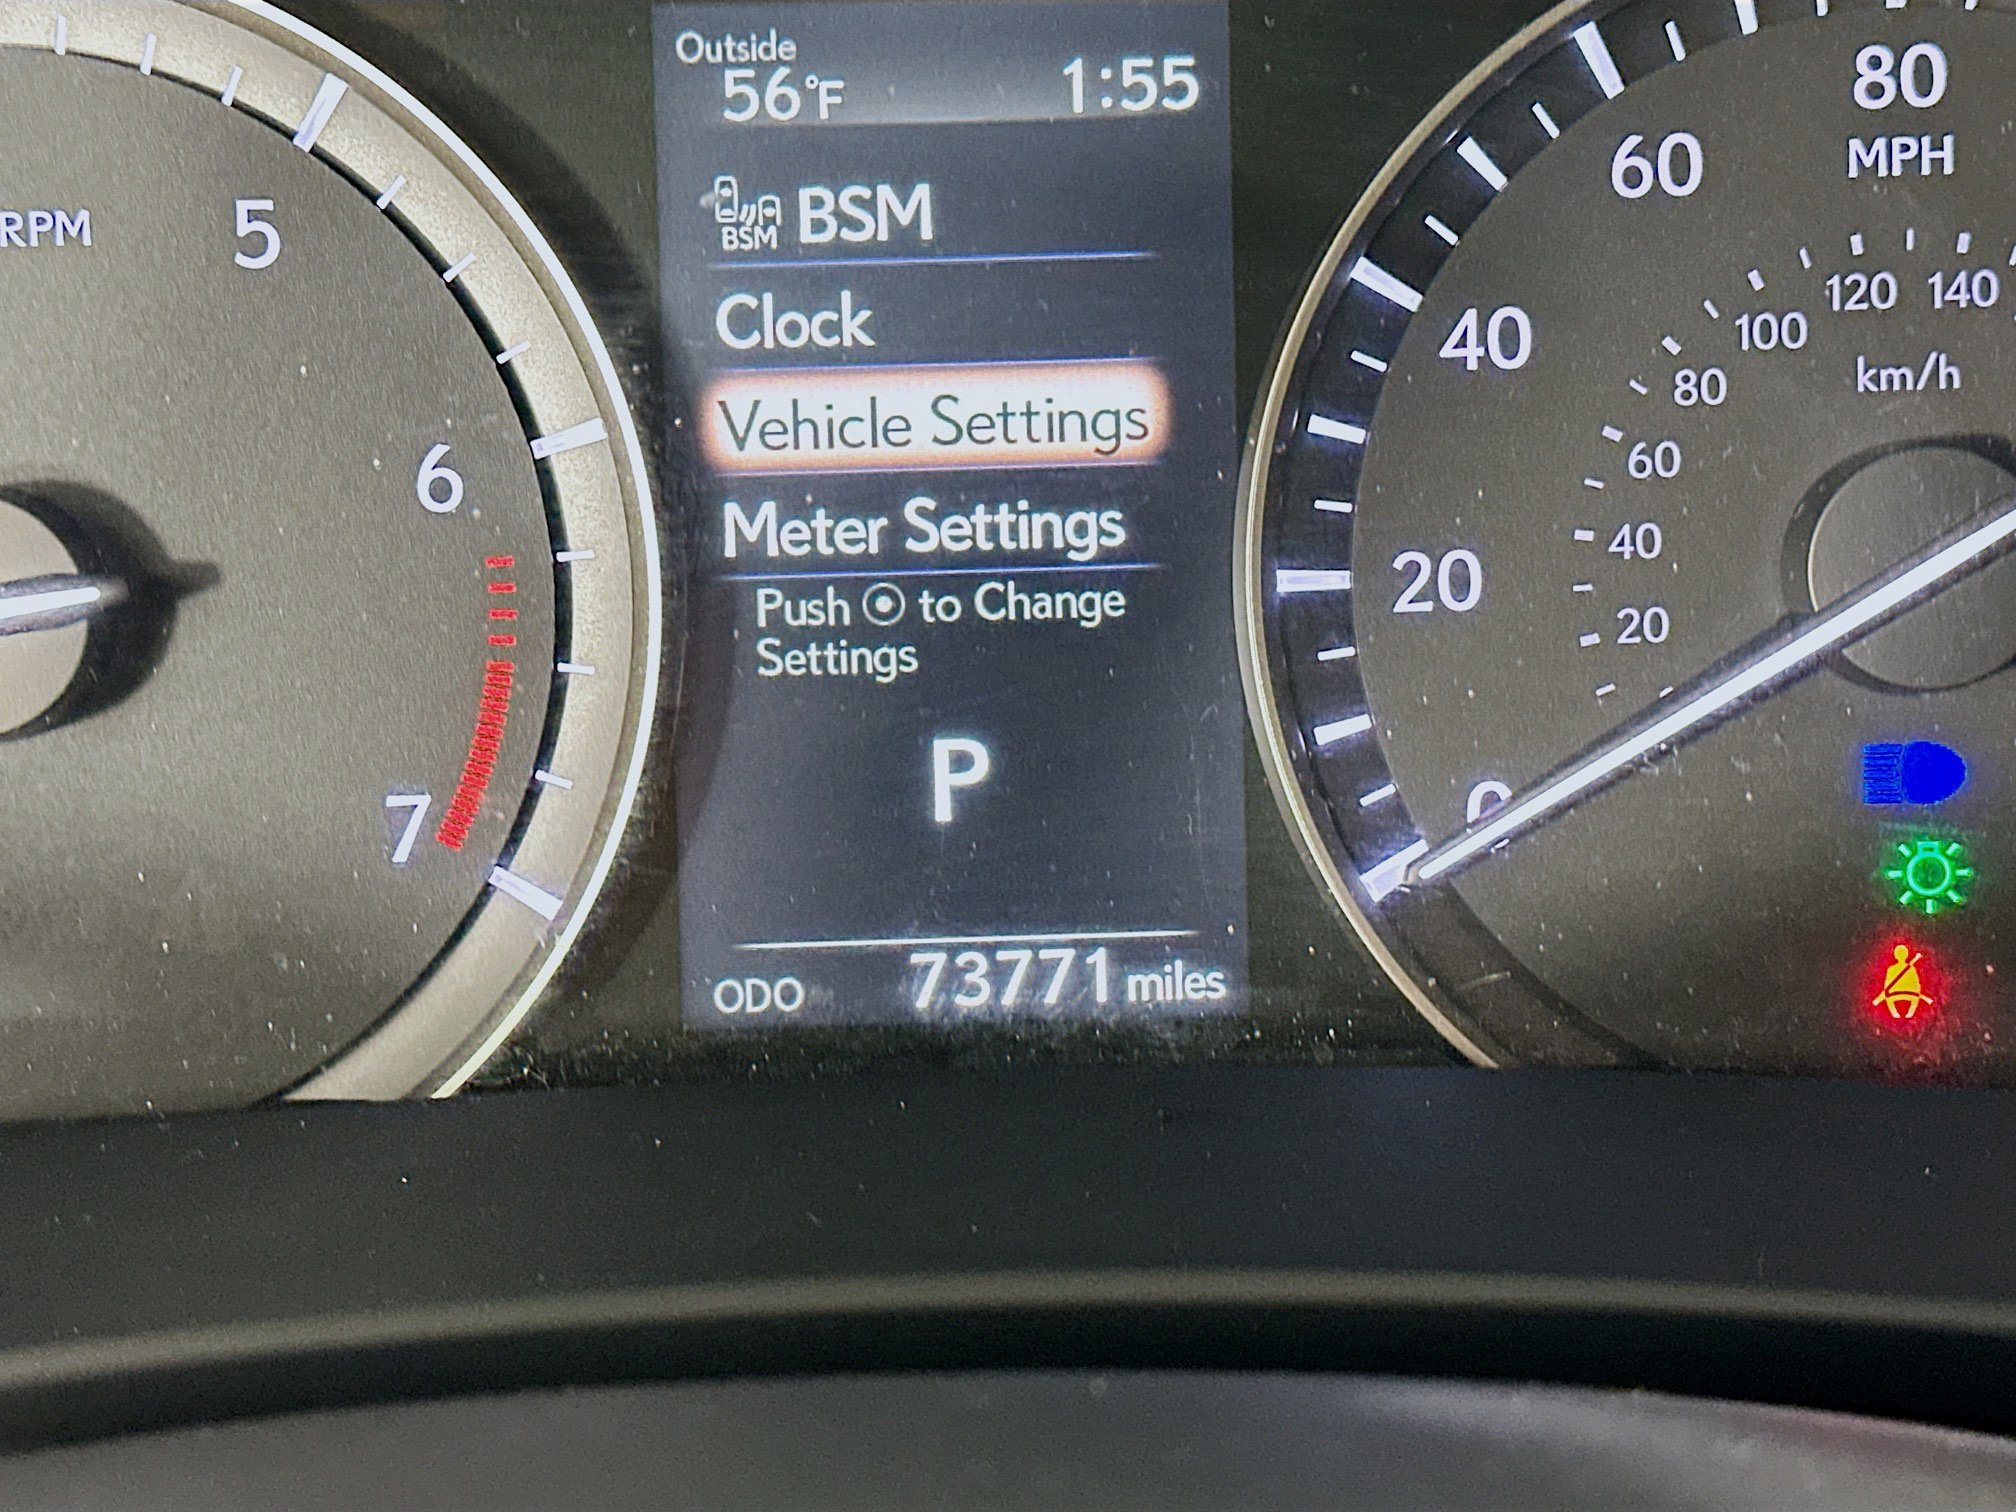 Outside
56°F 1:55
BSM BSM
Clock
Vehicle Settings
Meter Settings
Push ⊙ to Change
Settings
P
ODO 73771 miles
RPM
5
6
7
80
MPH
60
40
20
0
140
120
100
80
60
40
20
km/h